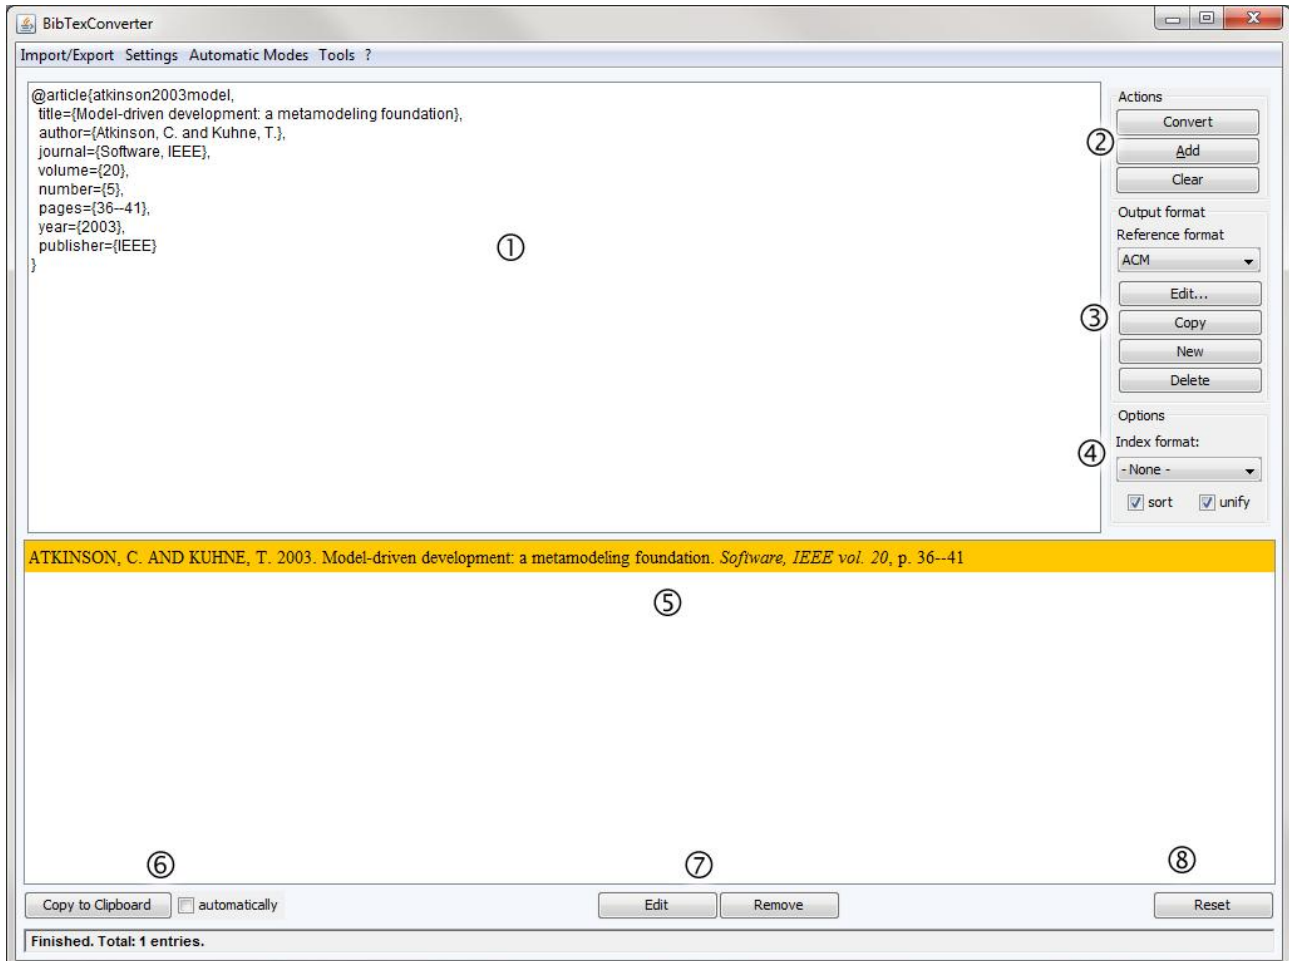 BibTexConverter
Import/Export Settings Automatic Modes Tools ?
@article{atkinson2003model,
title={Model-driven development: a metamodeling foundation},
author={Atkinson, C. and Kuhne, T.},
journal={Software, IEEE},
volume={20},
number={5},
pages={36--41},
year={2003},
publisher={IEEE}
}
①
Actions
Convert
② Add
Clear
Output format
Reference format
ACM
Edit...
③ Copy
New
Delete
Options
Index format:
④ - None -
sort unify
ATKINSON, C. AND KUHNE, T. 2003. Model-driven development: a metamodeling foundation. Software, IEEE vol. 20, p. 36--41
⑤
⑥ ⑦ ⑧
Copy to Clipboard automatically Edit Remove Reset
Finished. Total: 1 entries.